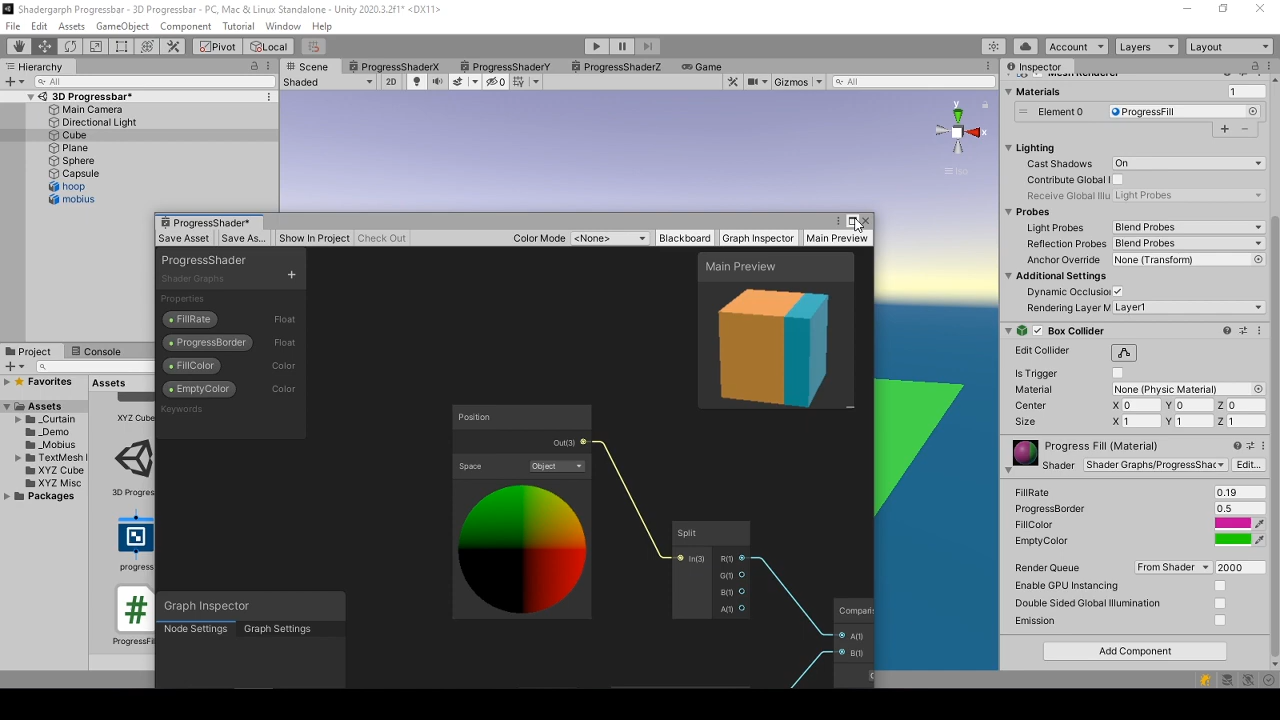 Shadergarph Progressbar - 3D Progressbar - PC, Mac & Linux Standalone - Unity 2020.3.2f1* <DX11>
File Edit Assets GameObject Component Tutorial Window Help
Pivot Local Account Layers Layout
Hierarchy
All
3D Progressbar*
Main Camera
Directional Light
Cube
Plane
Sphere
Capsule
hoop
mobius
Scene ProgressShaderX ProgressShaderY ProgressShaderZ Game
Shaded 2D 0 Gizmos All
y
x
Iso
ProgressShader*
Save Asset Save As... Show In Project Check Out Color Mode <None> Blackboard Graph Inspector Main Preview
ProgressShader
Shader Graphs
Properties
FillRate Float
ProgressBorder Float
FillColor Color
EmptyColor Color
Keywords
Main Preview
Position
Out(3)
Space Object
Split
In(3) R(1)
G(1)
B(1)
A(1)
Comparis
A(1)
B(1)
Graph Inspector
Node Settings Graph Settings
Project Console
Favorites
Assets
_Curtain
_Demo
_Mobius
TextMesh
XYZ Cube
XYZ Misc
Packages
Assets
XYZ Cube
3D Progres
progress
ProgressFil
Inspector
Mesh Renderer
Materials 1
Element 0 ProgressFill
Lighting
Cast Shadows On
Contribute Global I
Receive Global Illu Light Probes
Probes
Light Probes Blend Probes
Reflection Probes Blend Probes
Anchor Override None (Transform)
Additional Settings
Dynamic Occlusio
Rendering Layer M Layer1
Box Collider
Edit Collider
Is Trigger
Material None (Physic Material)
Center X 0 Y 0 Z 0
Size X 1 Y 1 Z 1
Progress Fill (Material)
Shader Shader Graphs/ProgressShac Edit...
FillRate 0.19
ProgressBorder 0.5
FillColor
EmptyColor
Render Queue From Shader 2000
Enable GPU Instancing
Double Sided Global Illumination
Emission
Add Component